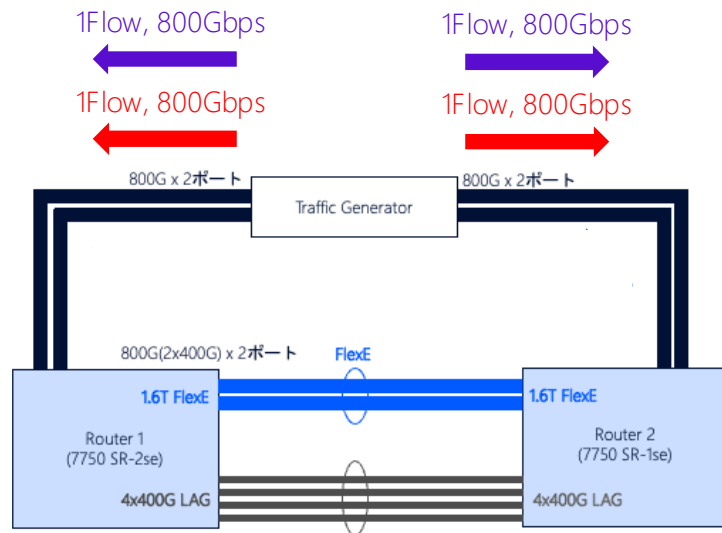 1Flow, 800Gbps
1Flow, 800Gbps
1Flow, 800Gbps
1Flow, 800Gbps
800G x 2ポート
800G x 2ポート
Traffic Generator
800G(2x400G) x 2ポート
FlexE
1.6T FlexE
1.6T FlexE
Router 1
(7750 SR-2se)
Router 2
(7750 SR-1se)
4x400G LAG
4x400G LAG